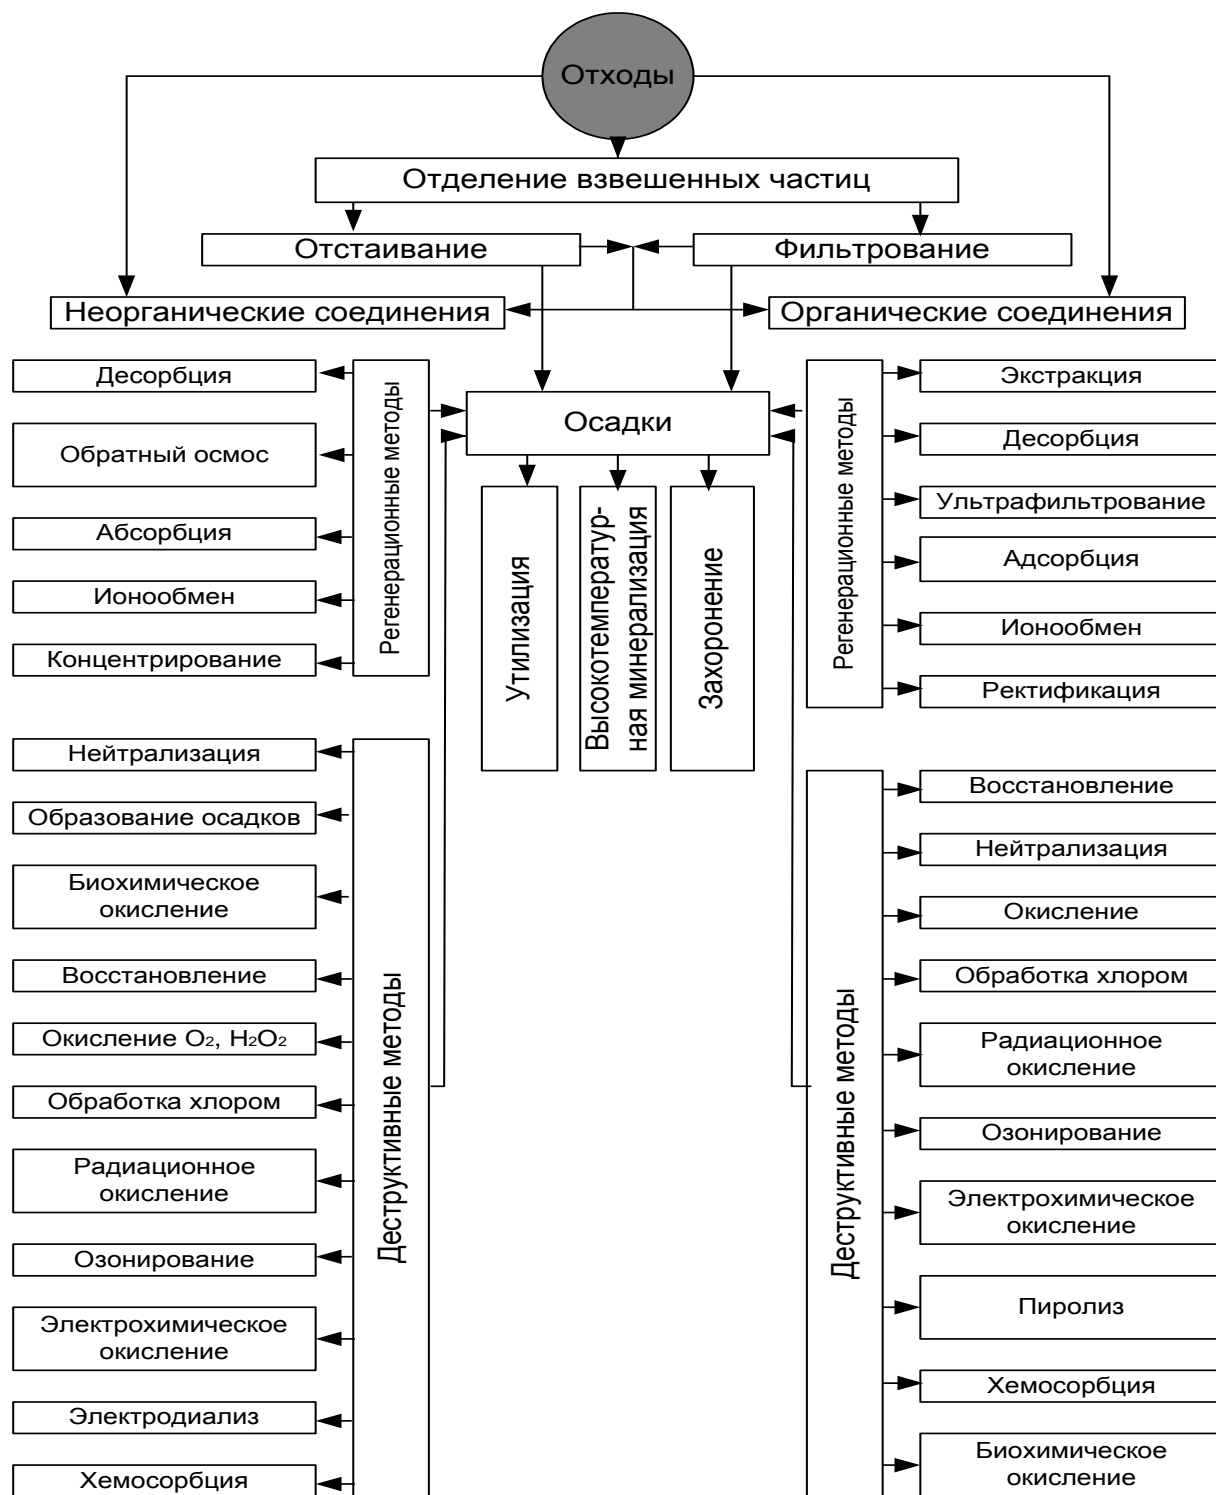 Отходы
Отделение взвешенных частиц
Отстаивание
Фильтрование
Неорганические соединения
Органические соединения
Десорбция
Обратный осмос
Абсорбция
Ионообмен
Концентрирование
Регенерационные методы
Осадки
Утилизация
Высокотемператур-
ная минерализация
Захоронение
Регенерационные методы
Экстракция
Десорбция
Ультрафильтрование
Адсорбция
Ионообмен
Ректификация
Нейтрализация
Образование осадков
Биохимическое
окисление
Восстановление
Окисление O₂, H₂O₂
Обработка хлором
Радиационное
окисление
Озонирование
Электрохимическое
окисление
Электродиализ
Хемосорбция
Деструктивные методы
Деструктивные методы
Восстановление
Нейтрализация
Окисление
Обработка хлором
Радиационное
окисление
Озонирование
Электрохимическое
окисление
Пиролиз
Хемосорбция
Биохимическое
окисление